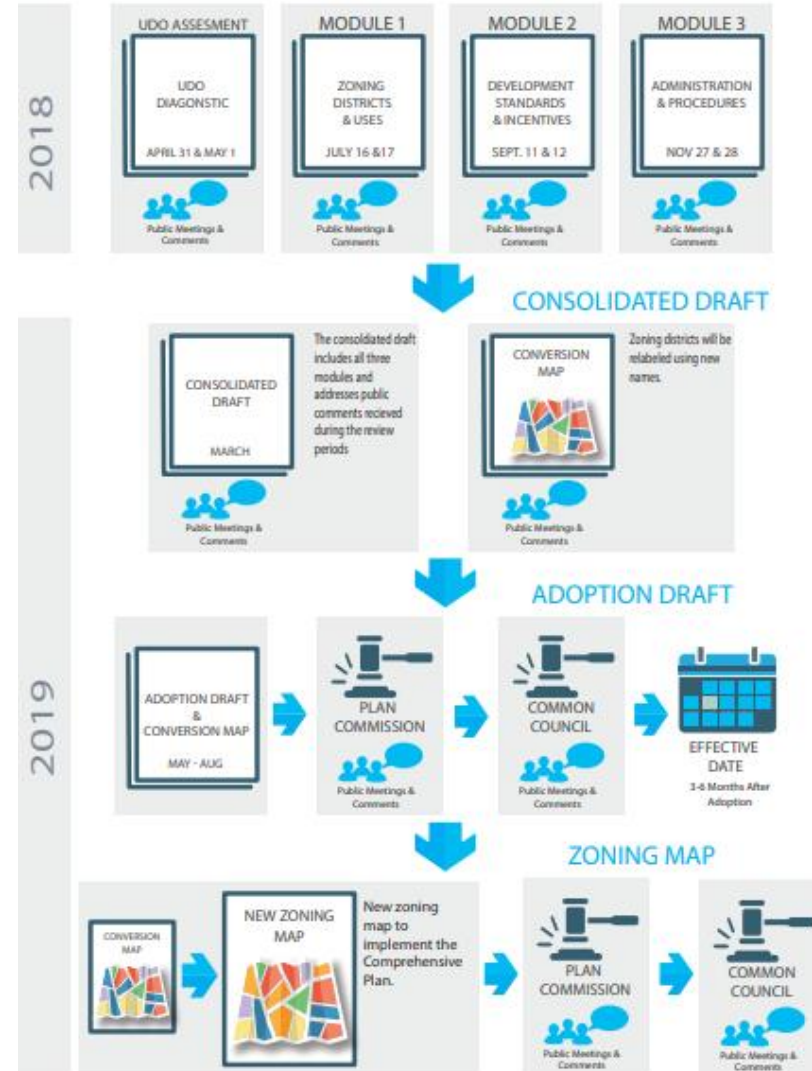 2018
UDO ASSESMENT
UDO
DIAGONSTIC
APRIL 31 & MAY 1
Public Meetings &
Comments
MODULE 1
ZONING
DISTRICTS
& USES
JULY 16 &17
Public Meetings &
Comments
MODULE 2
DEVELOPMENT
STANDARDS
& INCENTIVES
SEPT. 11 & 12
Public Meetings &
Comments
MODULE 3
ADMINISTRATION
& PROCEDURES
NOV 27 & 28
Public Meetings &
Comments
2019
CONSOLIDATED DRAFT
CONSOLIDATED
DRAFT
MARCH
The consolidated draft
includes all three
modules and
addresses public
comments recieved
during the review
periods
Public Meetings &
Comments
CONVERSION
MAP
Zoning districts will be
relabeled using new
names.
Public Meetings &
Comments
ADOPTION DRAFT
ADOPTION DRAFT
&
CONVERSION MAP
MAY - AUG
PLAN
COMMISSION
Public Meetings &
Comments
COMMON
COUNCIL
Public Meetings &
Comments
EFFECTIVE
DATE
3-6 Months After
Adoption
ZONING MAP
CONVERSION
MAP
NEW ZONING
MAP
New zoning
map to
implement the
Comprehensive
Plan.
PLAN
COMMISSION
Public Meetings &
Comments
COMMON
COUNCIL
Public Meetings &
Comments